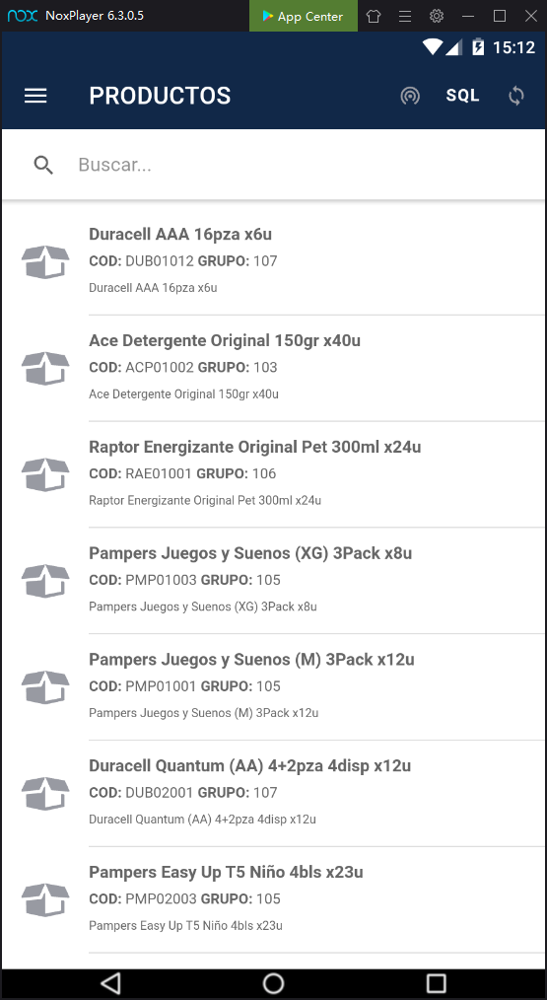 nox NoxPlayer 6.3.0.5 App Center
15:12
PRODUCTOS SQL
Buscar...
Duracell AAA 16pza x6u
COD: DUB01012 GRUPO: 107
Duracell AAA 16pza x6u
Ace Detergente Original 150gr x40u
COD: ACP01002 GRUPO: 103
Ace Detergente Original 150gr x40u
Raptor Energizante Original Pet 300ml x24u
COD: RAE01001 GRUPO: 106
Raptor Energizante Original Pet 300ml x24u
Pampers Juegos y Suenos (XG) 3Pack x8u
COD: PMP01003 GRUPO: 105
Pampers Juegos y Suenos (XG) 3Pack x8u
Pampers Juegos y Suenos (M) 3Pack x12u
COD: PMP01001 GRUPO: 105
Pampers Juegos y Suenos (M) 3Pack x12u
Duracell Quantum (AA) 4+2pza 4disp x12u
COD: DUB02001 GRUPO: 107
Duracell Quantum (AA) 4+2pza 4disp x12u
Pampers Easy Up T5 Niño 4bls x23u
COD: PMP02003 GRUPO: 105
Pampers Easy Up T5 Niño 4bls x23u